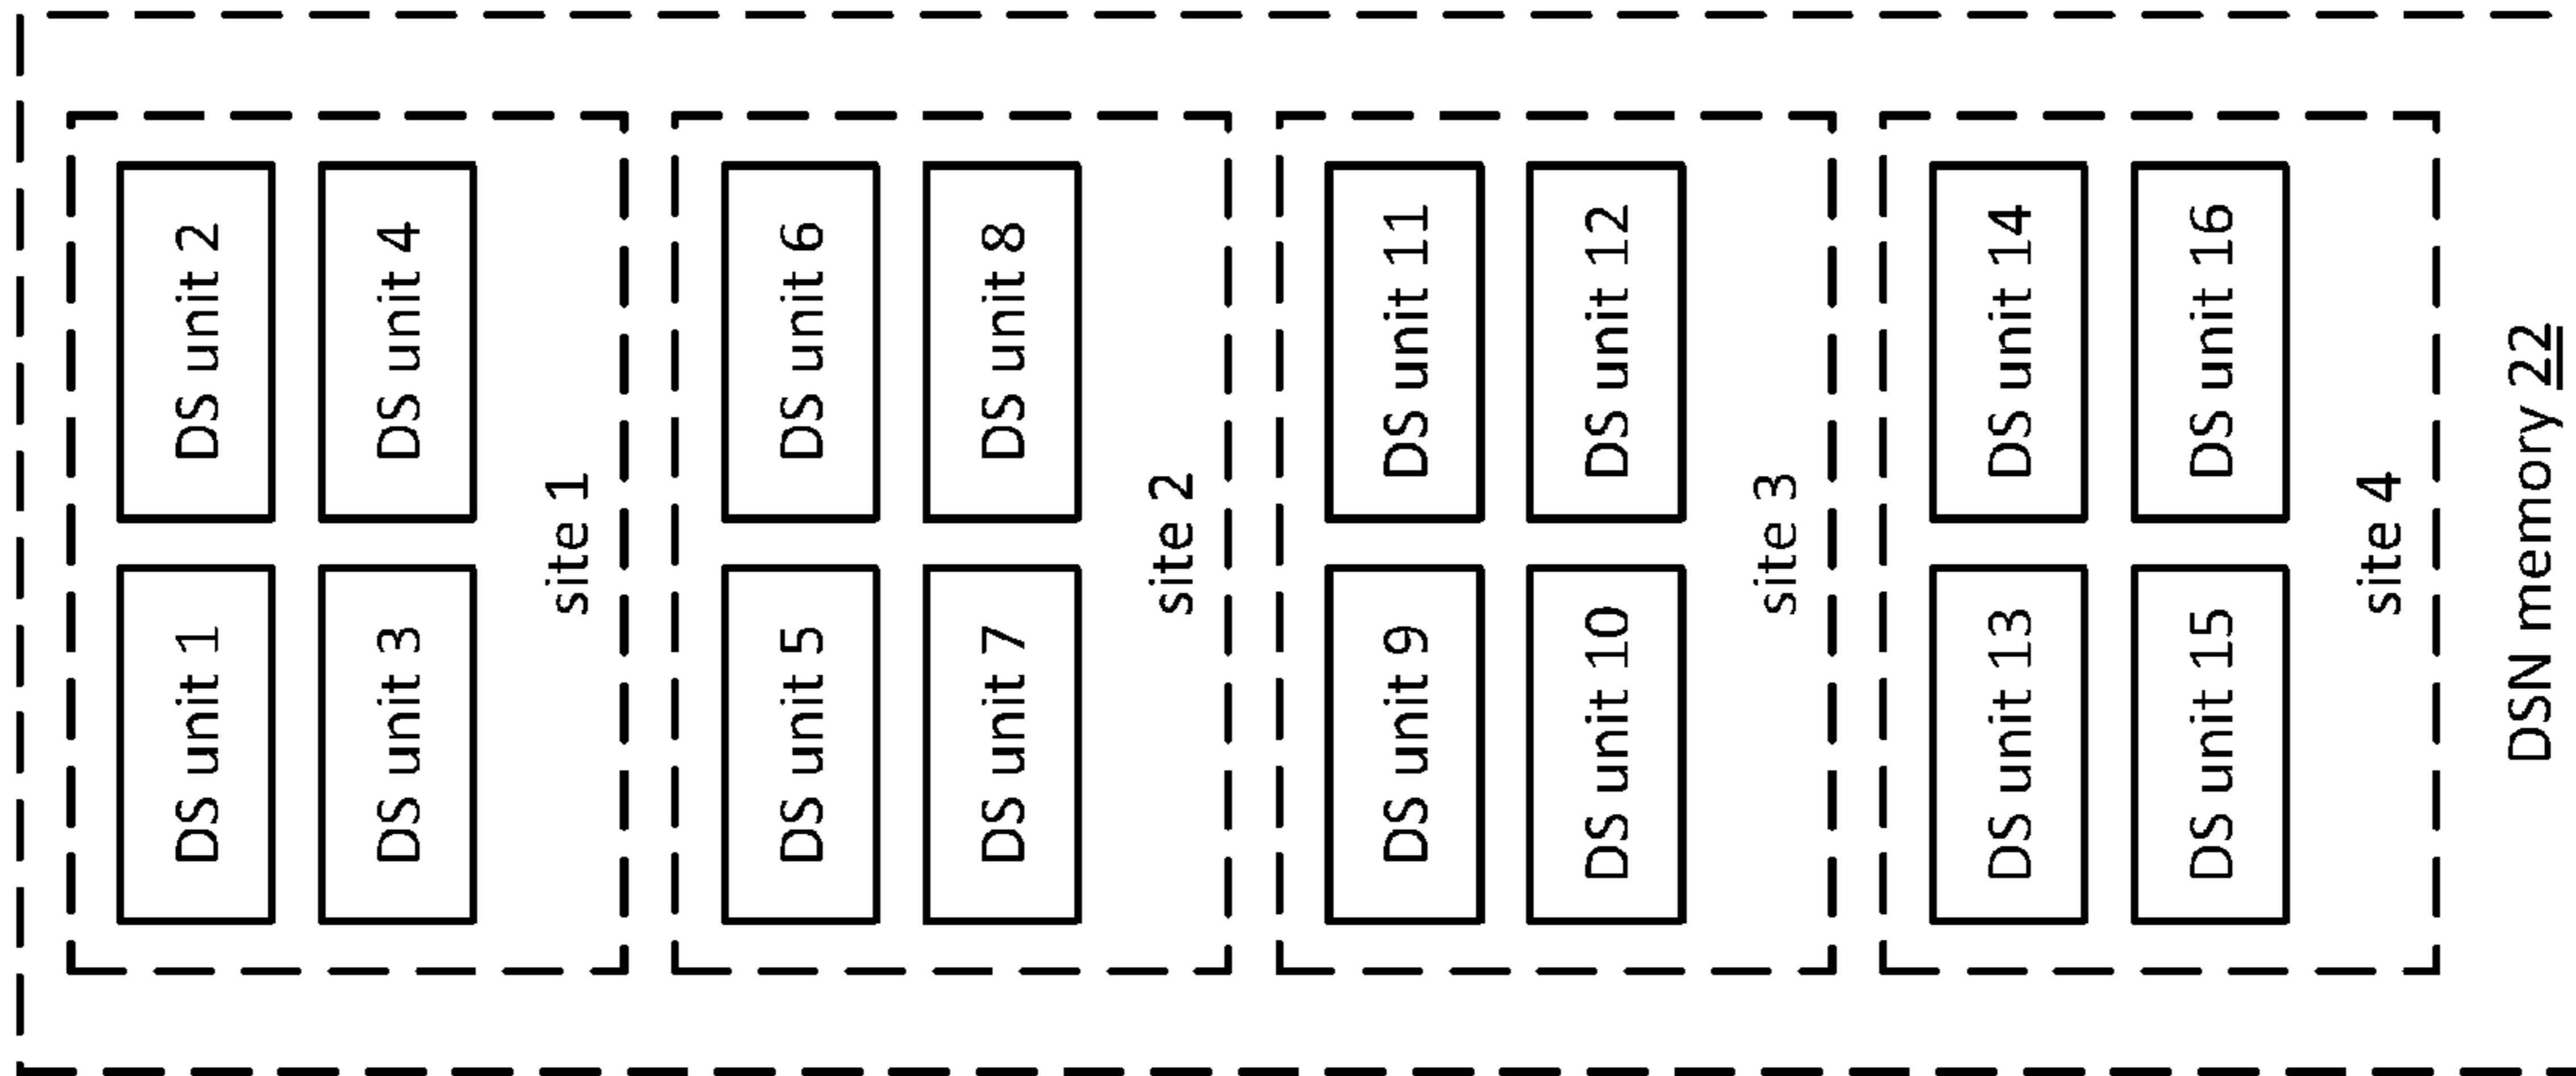 DS unit 1
DS unit 2
DS unit 3
DS unit 4
site 1
DS unit 5
DS unit 6
DS unit 7
DS unit 8
site 2
DS unit 9
DS unit 11
DS unit 10
DS unit 12
site 3
DS unit 13
DS unit 14
DS unit 15
DS unit 16
site 4
DSN memory 22